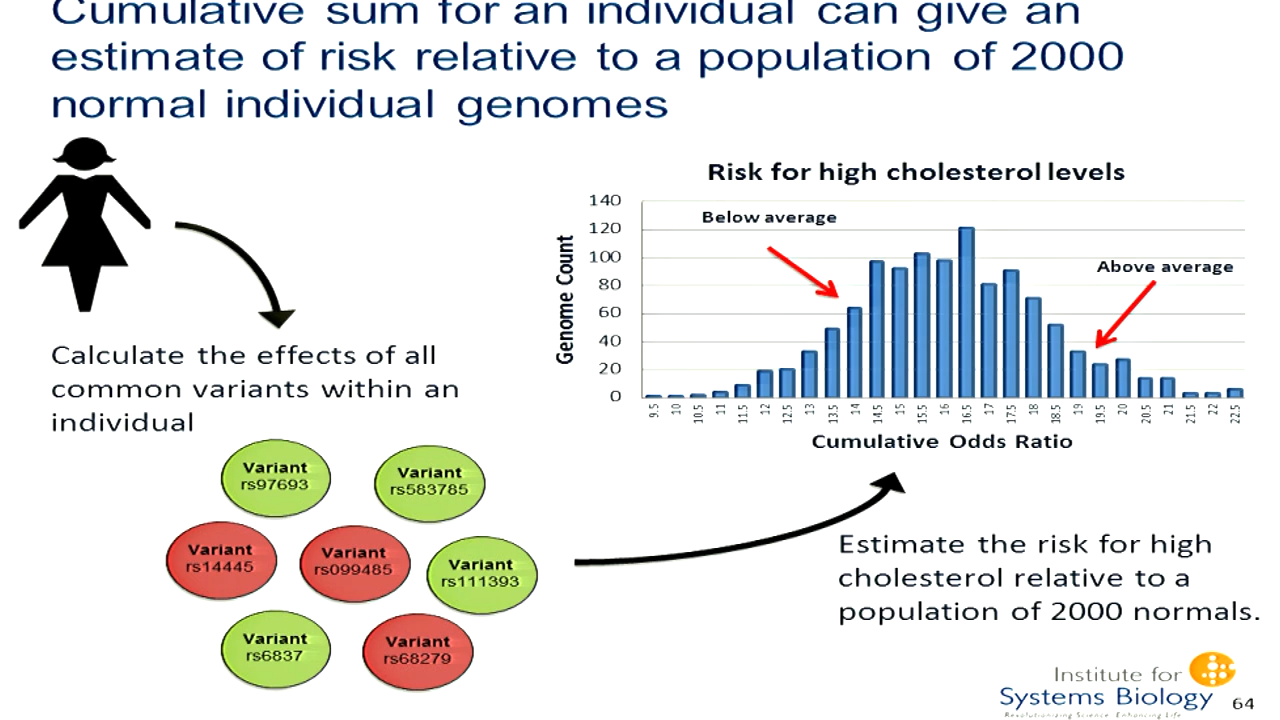 Cumulative sum for an individual can give an
estimate of risk relative to a population of 2000
normal individual genomes
Calculate the effects of all
common variants within an
individual
Variant
rs97693
Variant
rs583785
Variant
rs14445
Variant
rs099485
Variant
rs111393
Variant
rs6837
Variant
rs68279
Risk for high cholesterol levels
Genome Count
140
120
100
80
60
40
20
0
Below average
Above average
9.5 10 10.5 11 11.5 12 12.5 13 13.5 14 14.5 15 15.5 16 16.5 17 17.5 18 18.5 19 19.5 20 20.5 21 21.5 22 22.5
Cumulative Odds Ratio
Estimate the risk for high
cholesterol relative to a
population of 2000 normals.
Institute for
Systems Biology
Revolutionizing Science. Enhancing Life.
64